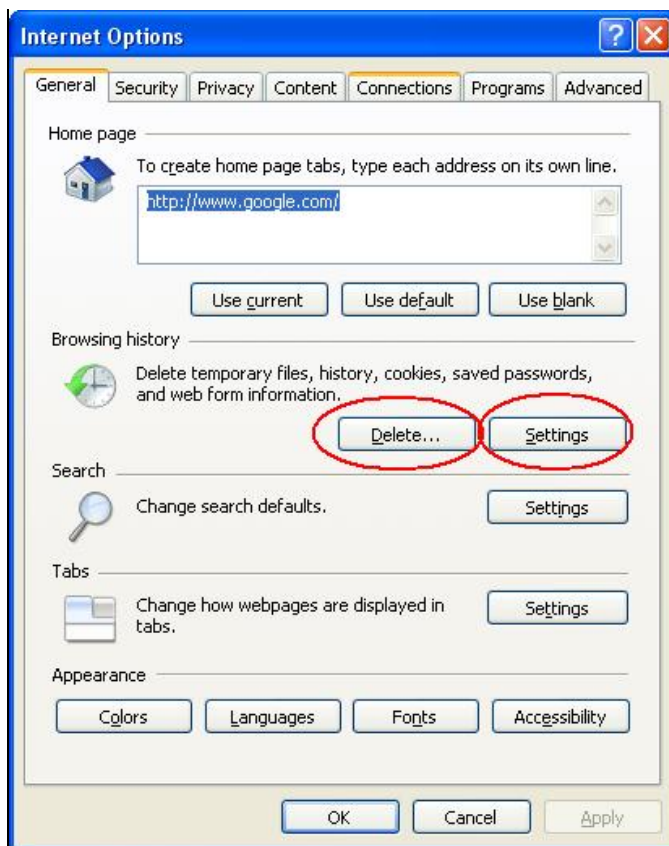 Internet Options
General Security Privacy Content Connections Programs Advanced
Home page
To create home page tabs, type each address on its own line.
http://www.google.com/
Use current Use default Use blank
Browsing history
Delete temporary files, history, cookies, saved passwords,
and web form information.
Delete... Settings
Search
Change search defaults. Settings
Tabs
Change how webpages are displayed in
tabs. Settings
Appearance
Colors Languages Fonts Accessibility
OK Cancel Apply